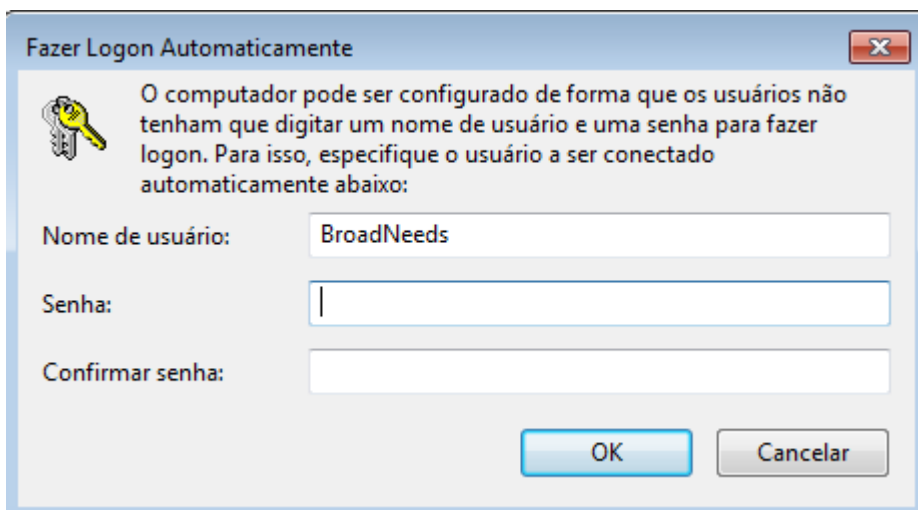 Fazer Logon Automaticamente
O computador pode ser configurado de forma que os usuários não
tenham que digitar um nome de usuário e uma senha para fazer
logon. Para isso, especifique o usuário a ser conectado
automaticamente abaixo:
Nome de usuário: BroadNeeds
Senha:
Confirmar senha:
OK Cancelar